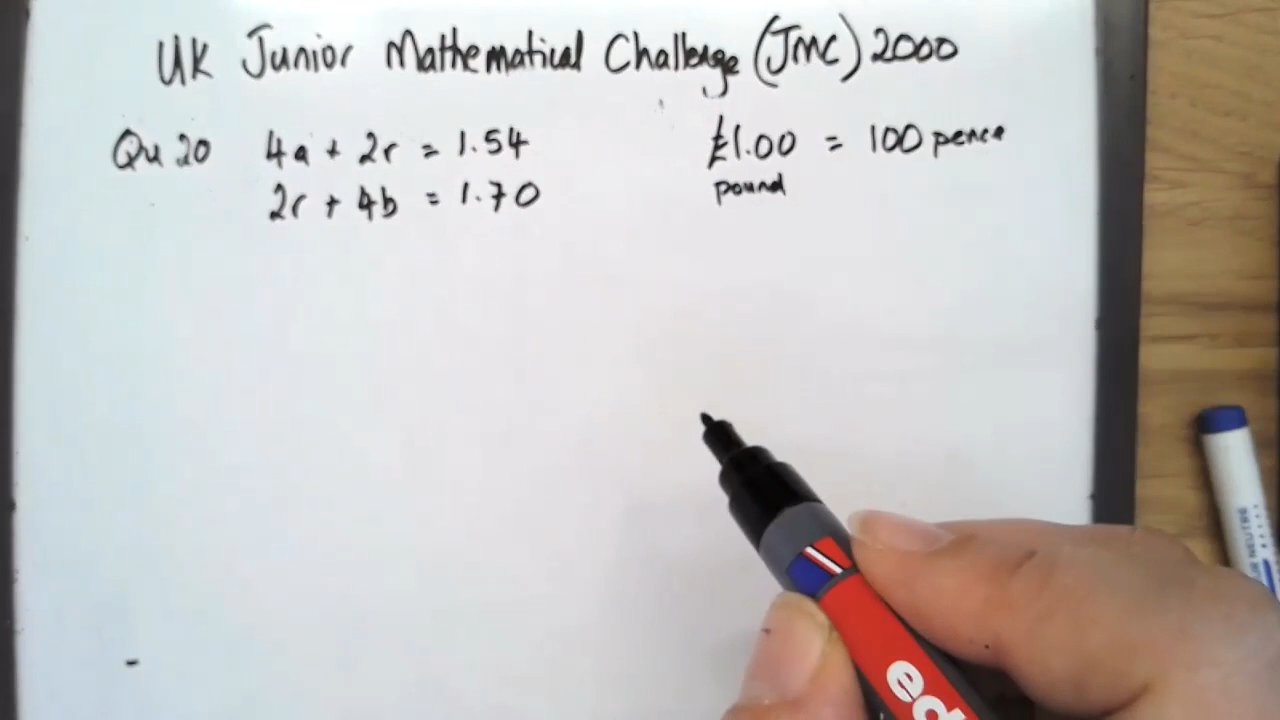 UK Junior Mathematical Challenge (JMC) 2000
Qu 20 4a + 2r = 1.54 £1.00 = 100 pence
2r + 4b = 1.70 pound
ed